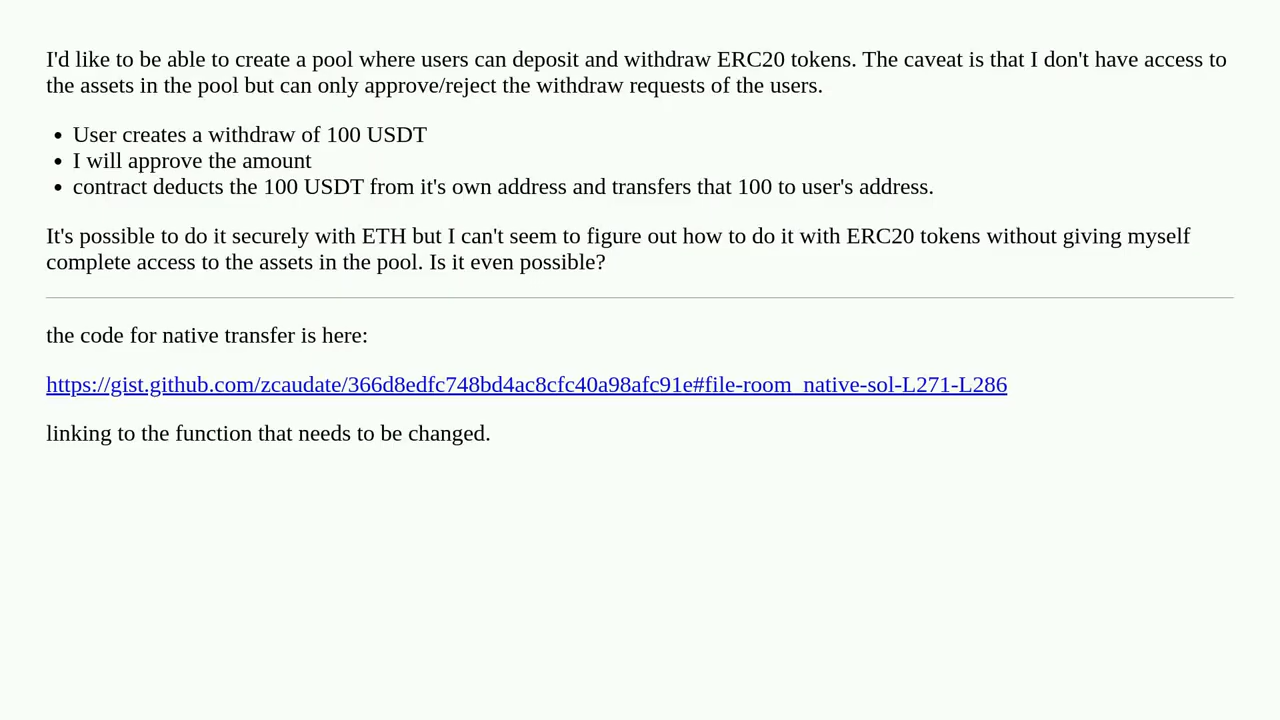 I'd like to be able to create a pool where users can deposit and withdraw ERC20 tokens. The caveat is that I don't have access to
the assets in the pool but can only approve/reject the withdraw requests of the users.
• User creates a withdraw of 100 USDT
• I will approve the amount
• contract deducts the 100 USDT from it's own address and transfers that 100 to user's address.
It's possible to do it securely with ETH but I can't seem to figure out how to do it with ERC20 tokens without giving myself
complete access to the assets in the pool. Is it even possible?
the code for native transfer is here:
https://gist.github.com/zcaudate/366d8edfc748bd4ac8cfc40a98afc91e#file-room_native-sol-L271-L286
linking to the function that needs to be changed.